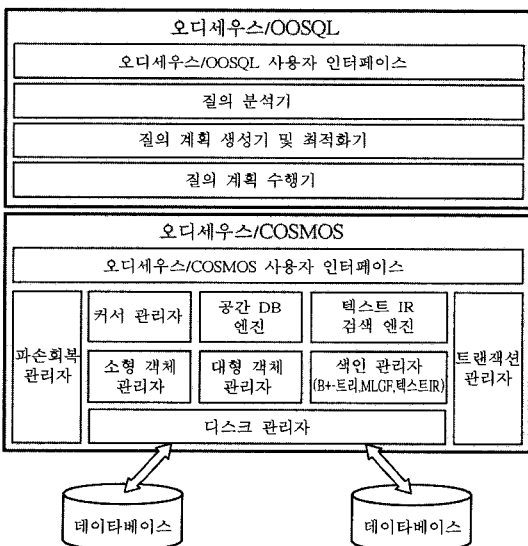 오디세우스/OOSQL
오디세우스/OOSQL 사용자 인터페이스
질의 분석기
질의 계획 생성기 및 최적화기
질의 계획 수행기
오디세우스/COSMOS
오디세우스/COSMOS 사용자 인터페이스
파손회복
관리자
커서 관리자
공간 DB
엔진
텍스트 IR
검색 엔진
소형 객체
관리자
대형 객체
관리자
색인 관리자
(B+-트리,MLGF,텍스트IR)
트랜잭션
관리자
디스크 관리자
데이타베이스
데이타베이스